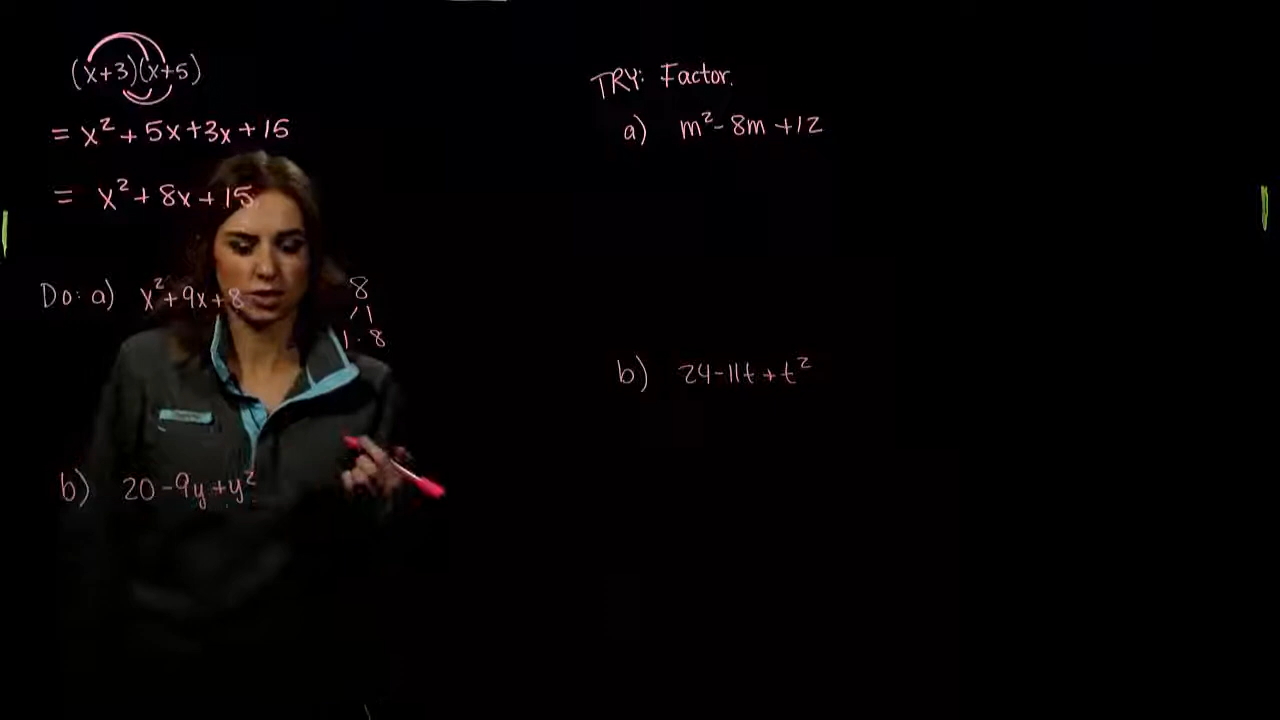 (x+3)(x+5)
= x² + 5x + 3x + 15
= x² + 8x + 15
Do: a) x² + 9x + 8
8
1 · 8
b) 20 - 9y + y²
TRY: Factor.
a) m² - 8m + 12
b) 24 - 11t + t²